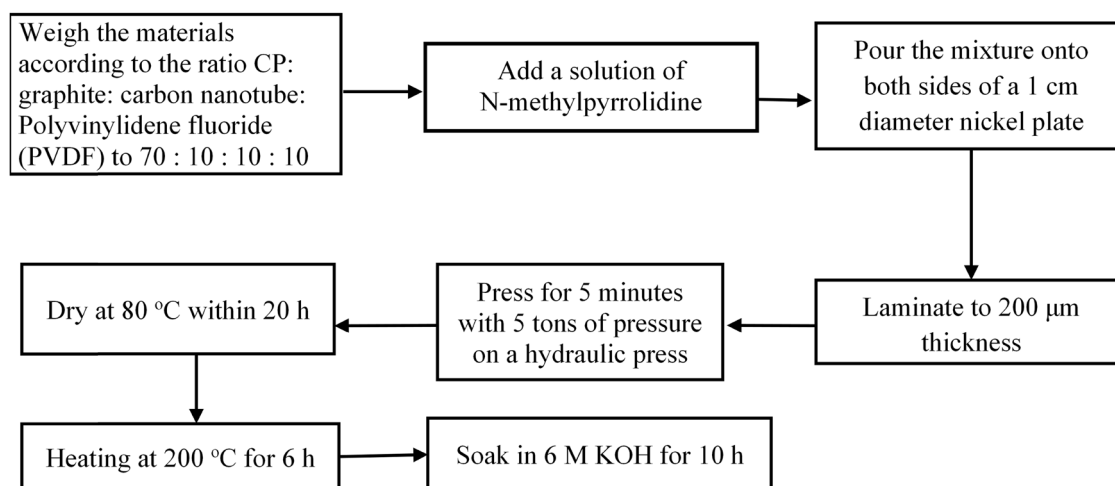 Weigh the materials
according to the ratio CP:
graphite: carbon nanotube:
Polyvinylidene fluoride
(PVDF) to 70 : 10 : 10 : 10
Add a solution of
N-methylpyrrolidine
Pour the mixture onto
both sides of a 1 cm
diameter nickel plate
Laminate to 200 μm
thickness
Press for 5 minutes
with 5 tons of pressure
on a hydraulic press
Dry at 80 °C within 20 h
Heating at 200 °C for 6 h
Soak in 6 M KOH for 10 h